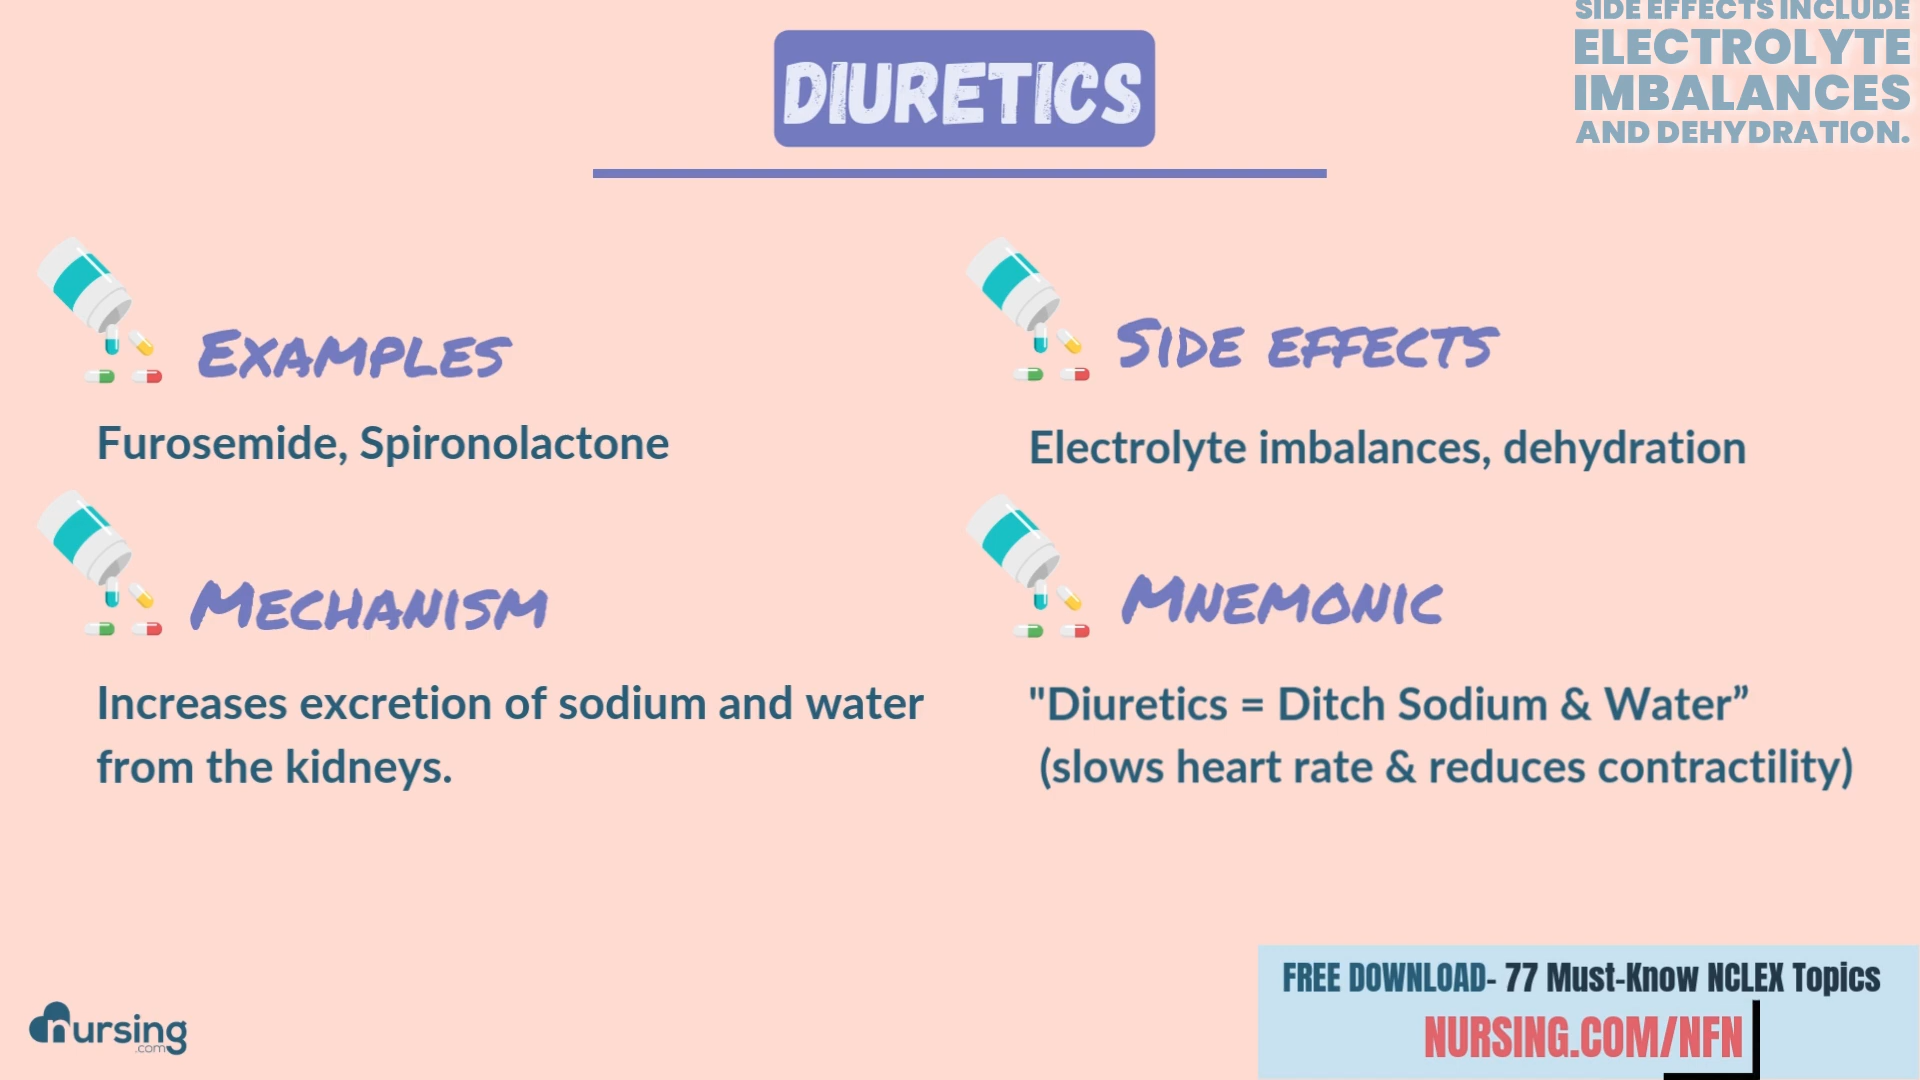 DIURETICS
SIDE EFFECTS INCLUDE
ELECTROLYTE
IMBALANCES
AND DEHYDRATION.
EXAMPLES
Furosemide, Spironolactone
MECHANISM
Increases excretion of sodium and water
from the kidneys.
SIDE EFFECTS
Electrolyte imbalances, dehydration
MNEMONIC
"Diuretics = Ditch Sodium & Water”
(slows heart rate & reduces contractility)
nursing
.com
FREE DOWNLOAD- 77 Must-Know NCLEX Topics
NURSING.COM/NFN